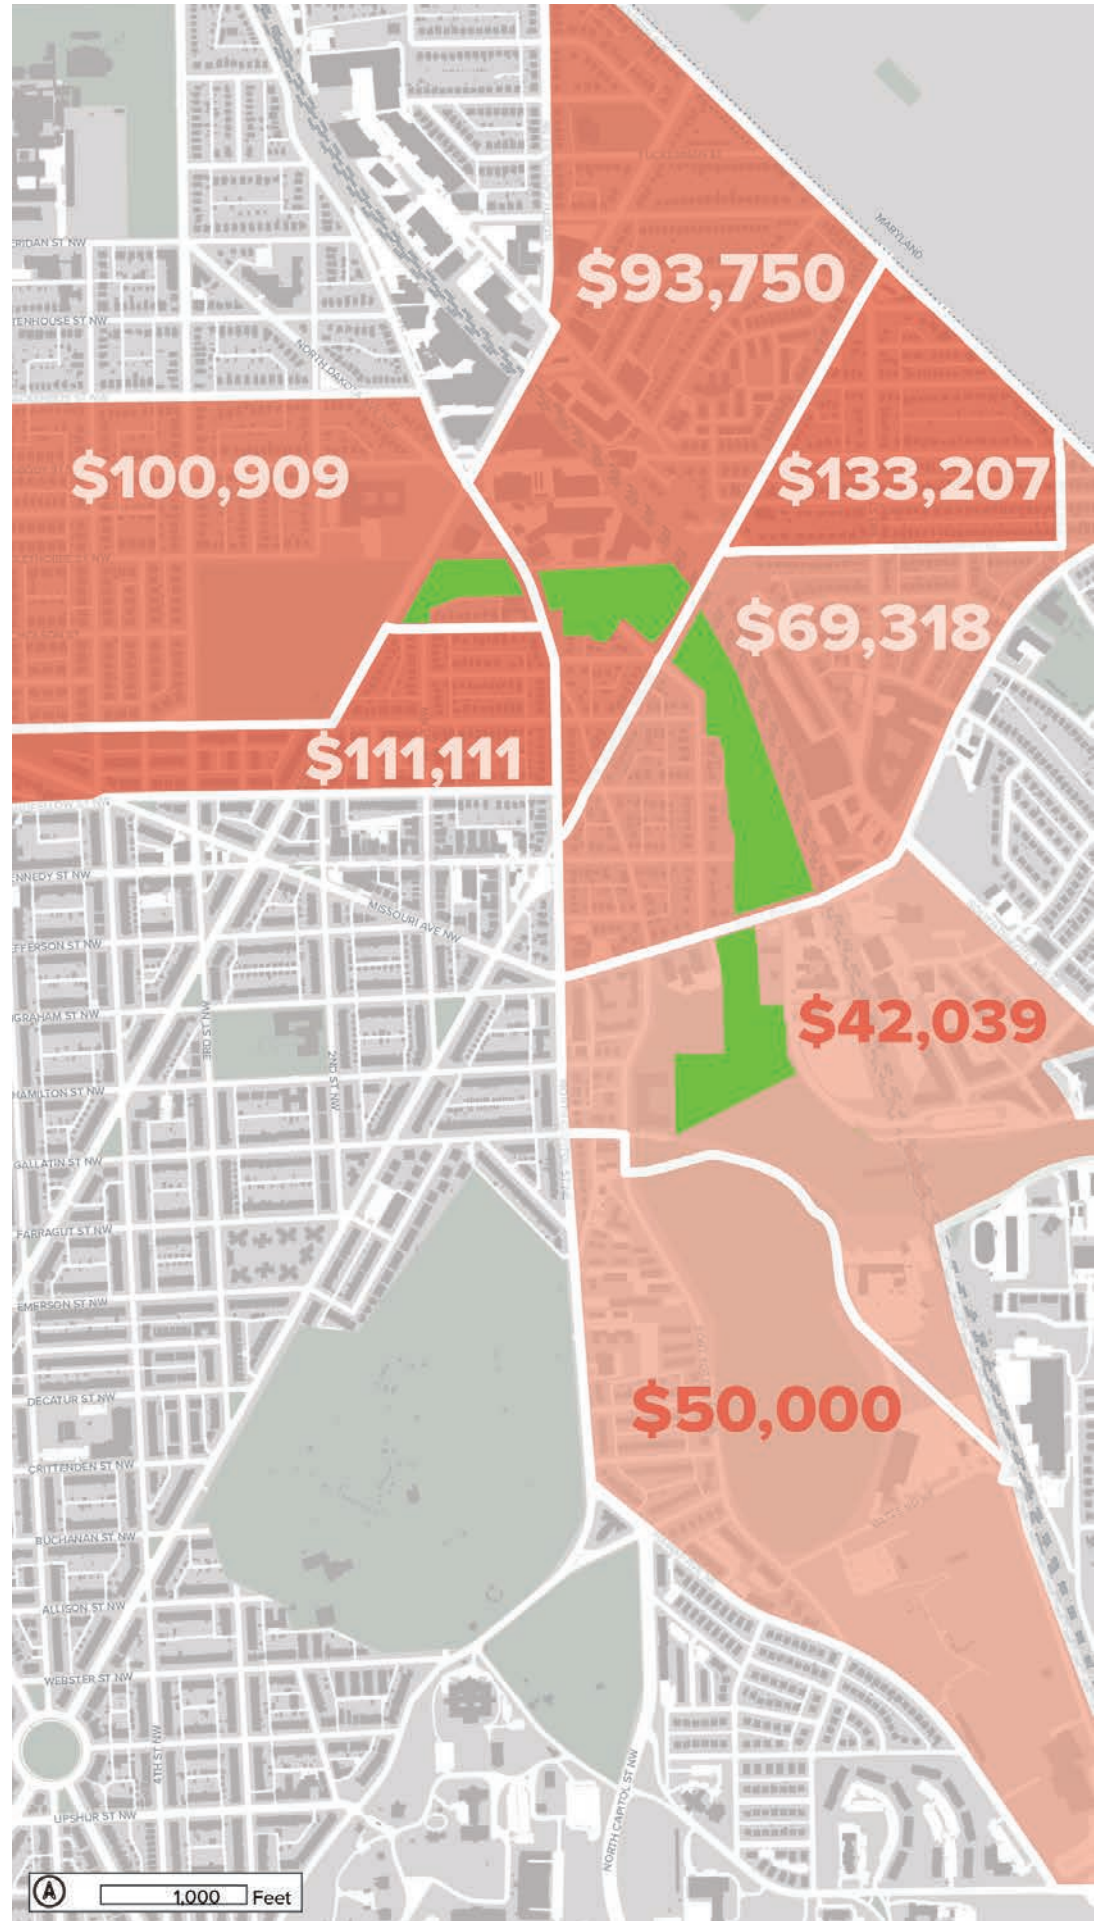 MARYLAND
$93,750
RIDAN ST NW
TENHOUSE ST NW
NORTH DAKOTA
$100,909
$133,207
$69,318
$111,111
ENNEDY ST NW
MISSOURI AVE NW
EFFERSON ST NW
GRAHAM ST NW
3RD ST NW
$42,039
2ND ST NW
HAMILTON ST NW
GALLATIN ST NW
FARRAGUT ST NW
EMERSON ST NW
DECATUR ST NW
$50,000
CRITTENDEN ST NW
BUCHANAN ST NW
ALLISON ST NW
WEBSTER ST NW
4TH ST NW
UPSHUR ST NW
NORTH CAPITOL ST NW
A
1,000 Feet